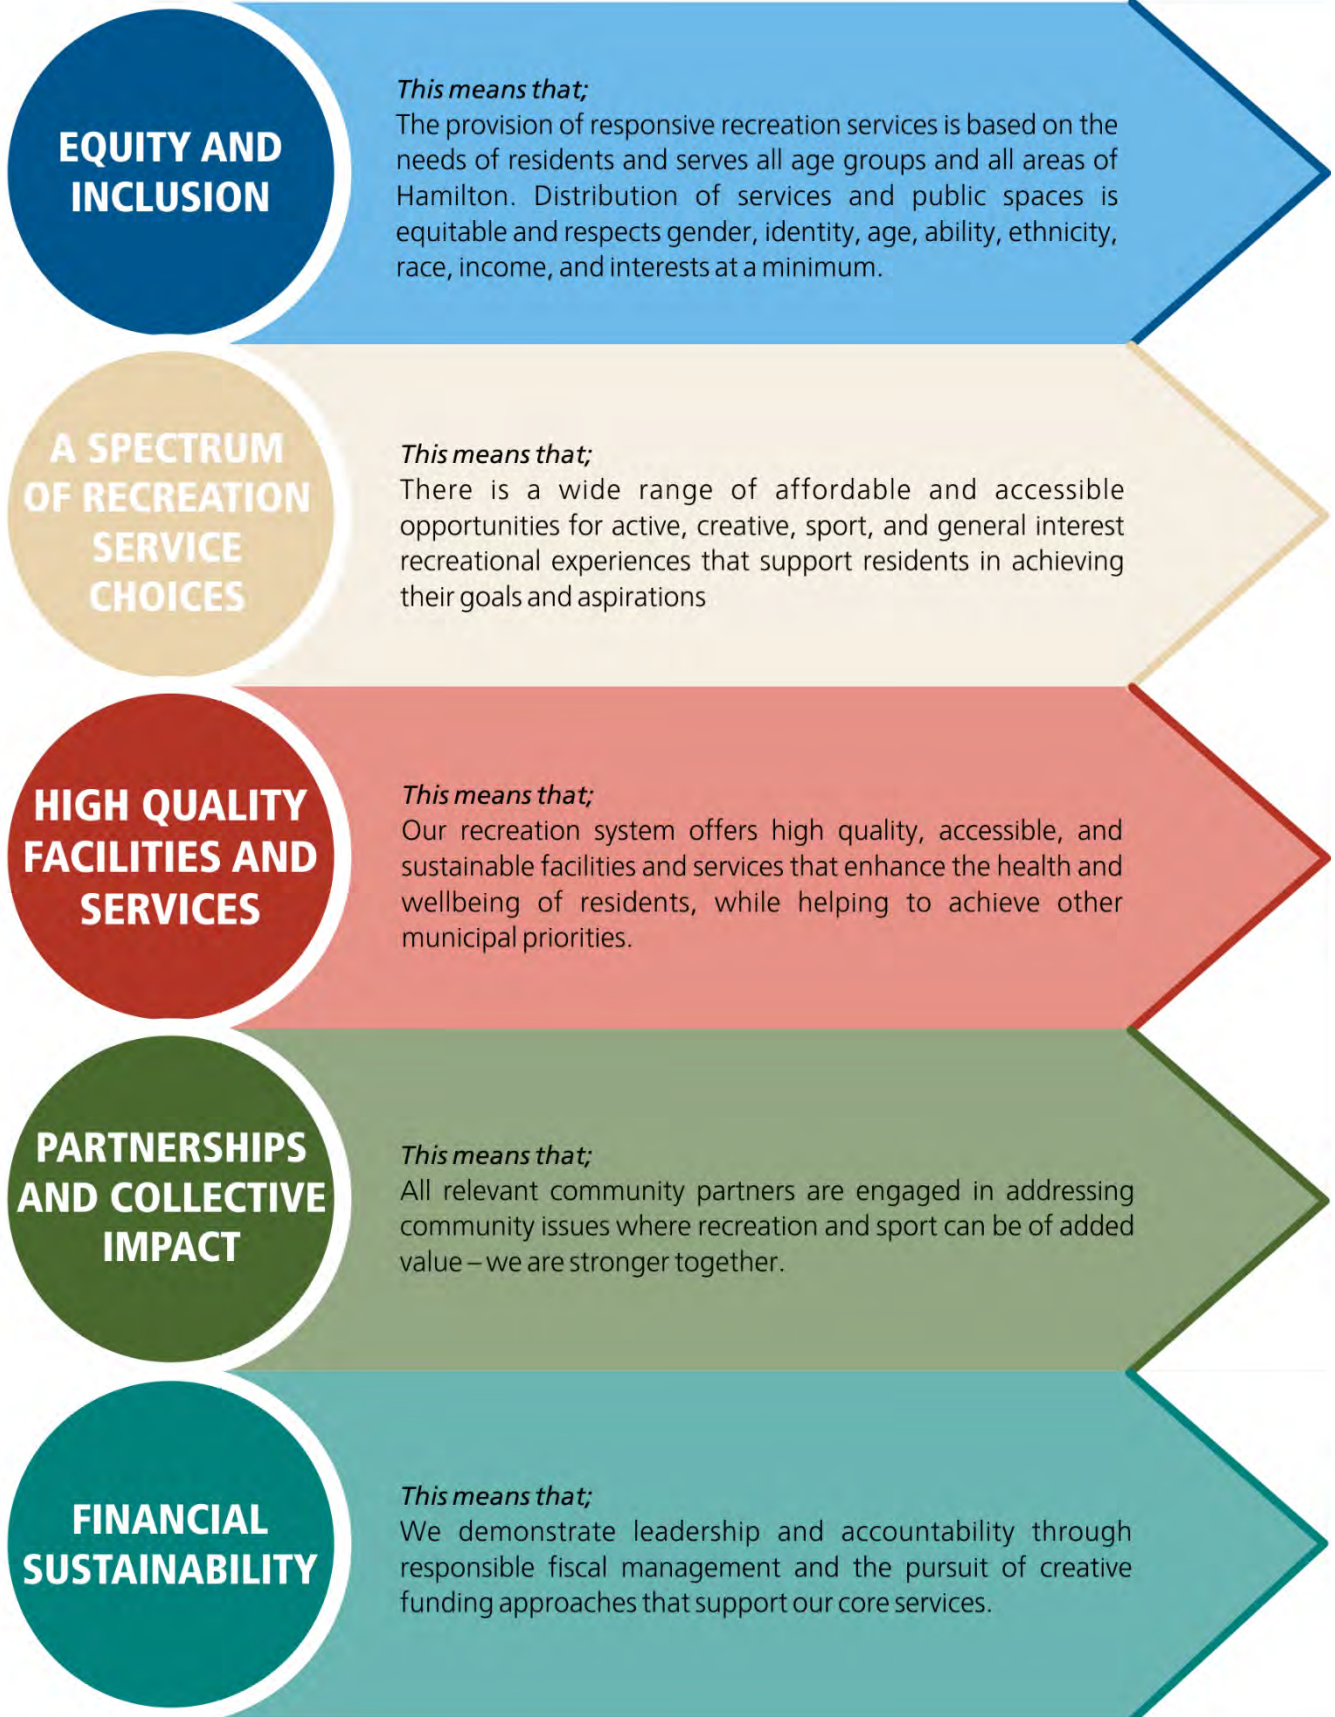 EQUITY AND
INCLUSION
This means that;
The provision of responsive recreation services is based on the
needs of residents and serves all age groups and all areas of
Hamilton. Distribution of services and public spaces is
equitable and respects gender, identity, age, ability, ethnicity,
race, income, and interests at a minimum.
A SPECTRUM
OF RECREATION
SERVICE
CHOICES
This means that;
There is a wide range of affordable and accessible
opportunities for active, creative, sport, and general interest
recreational experiences that support residents in achieving
their goals and aspirations
HIGH QUALITY
FACILITIES AND
SERVICES
This means that;
Our recreation system offers high quality, accessible, and
sustainable facilities and services that enhance the health and
wellbeing of residents, while helping to achieve other
municipal priorities.
PARTNERSHIPS
AND COLLECTIVE
IMPACT
This means that;
All relevant community partners are engaged in addressing
community issues where recreation and sport can be of added
value – we are stronger together.
FINANCIAL
SUSTAINABILITY
This means that;
We demonstrate leadership and accountability through
responsible fiscal management and the pursuit of creative
funding approaches that support our core services.